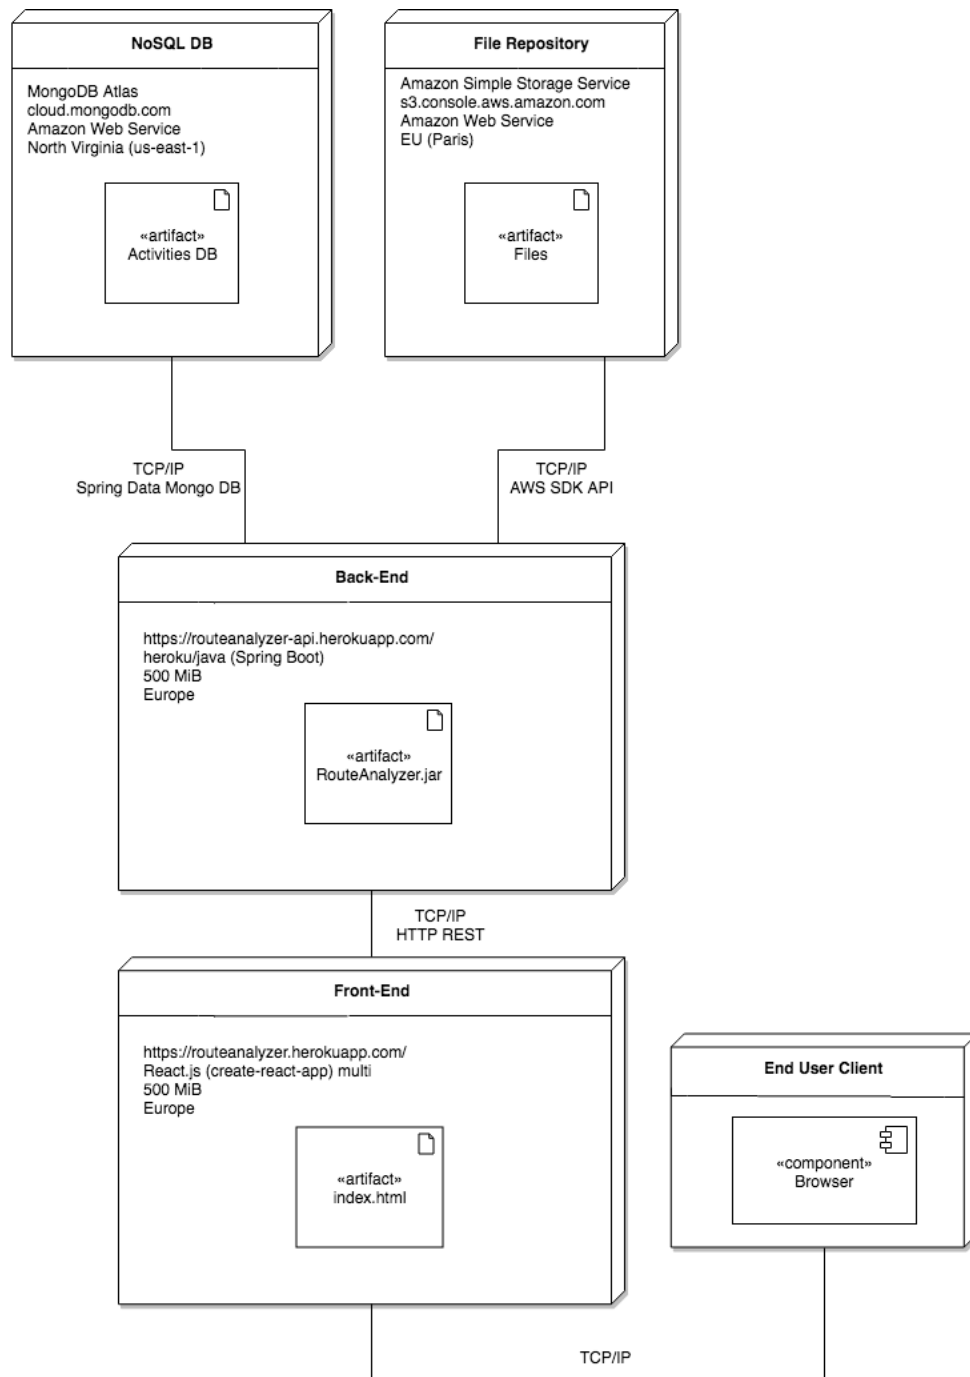 NoSQL DB
MongoDB Atlas
cloud.mongodb.com
Amazon Web Service
North Virginia (us-east-1)
«artifact»
Activities DB
File Repository
Amazon Simple Storage Service
s3.console.aws.amazon.com
Amazon Web Service
EU (Paris)
«artifact»
Files
TCP/IP
Spring Data Mongo DB
TCP/IP
AWS SDK API
Back-End
https://routeanalyzer-api.herokuapp.com/
heroku/java (Spring Boot)
500 MiB
Europe
«artifact»
RouteAnalyzer.jar
TCP/IP
HTTP REST
Front-End
https://routeanalyzer.herokuapp.com/
React.js (create-react-app) multi
500 MiB
Europe
«artifact»
index.html
End User Client
«component»
Browser
TCP/IP